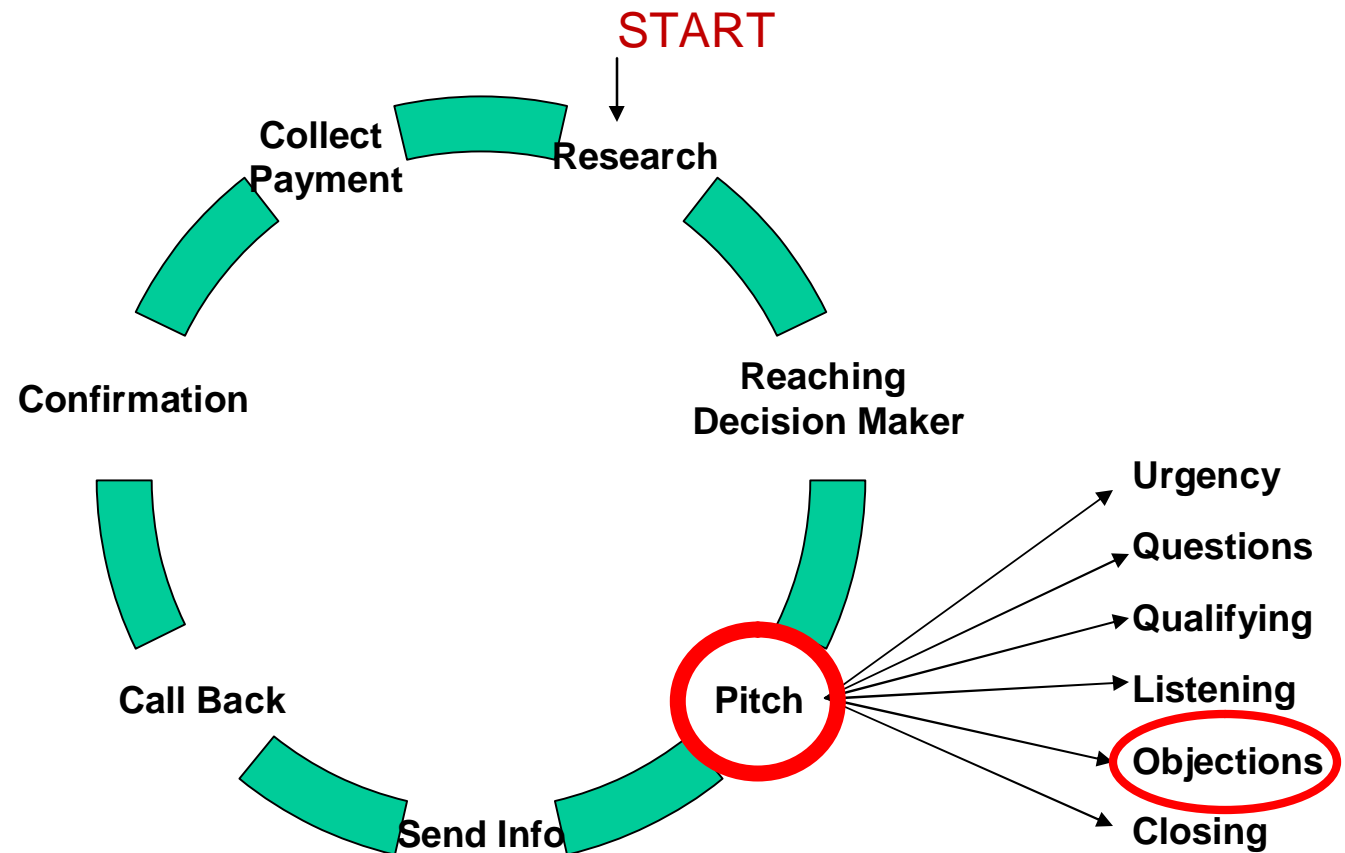 START
Research
Reaching
Decision Maker
Pitch
Urgency
Questions
Qualifying
Listening
Objections
Closing
Send Info
Call Back
Confirmation
Collect
Payment